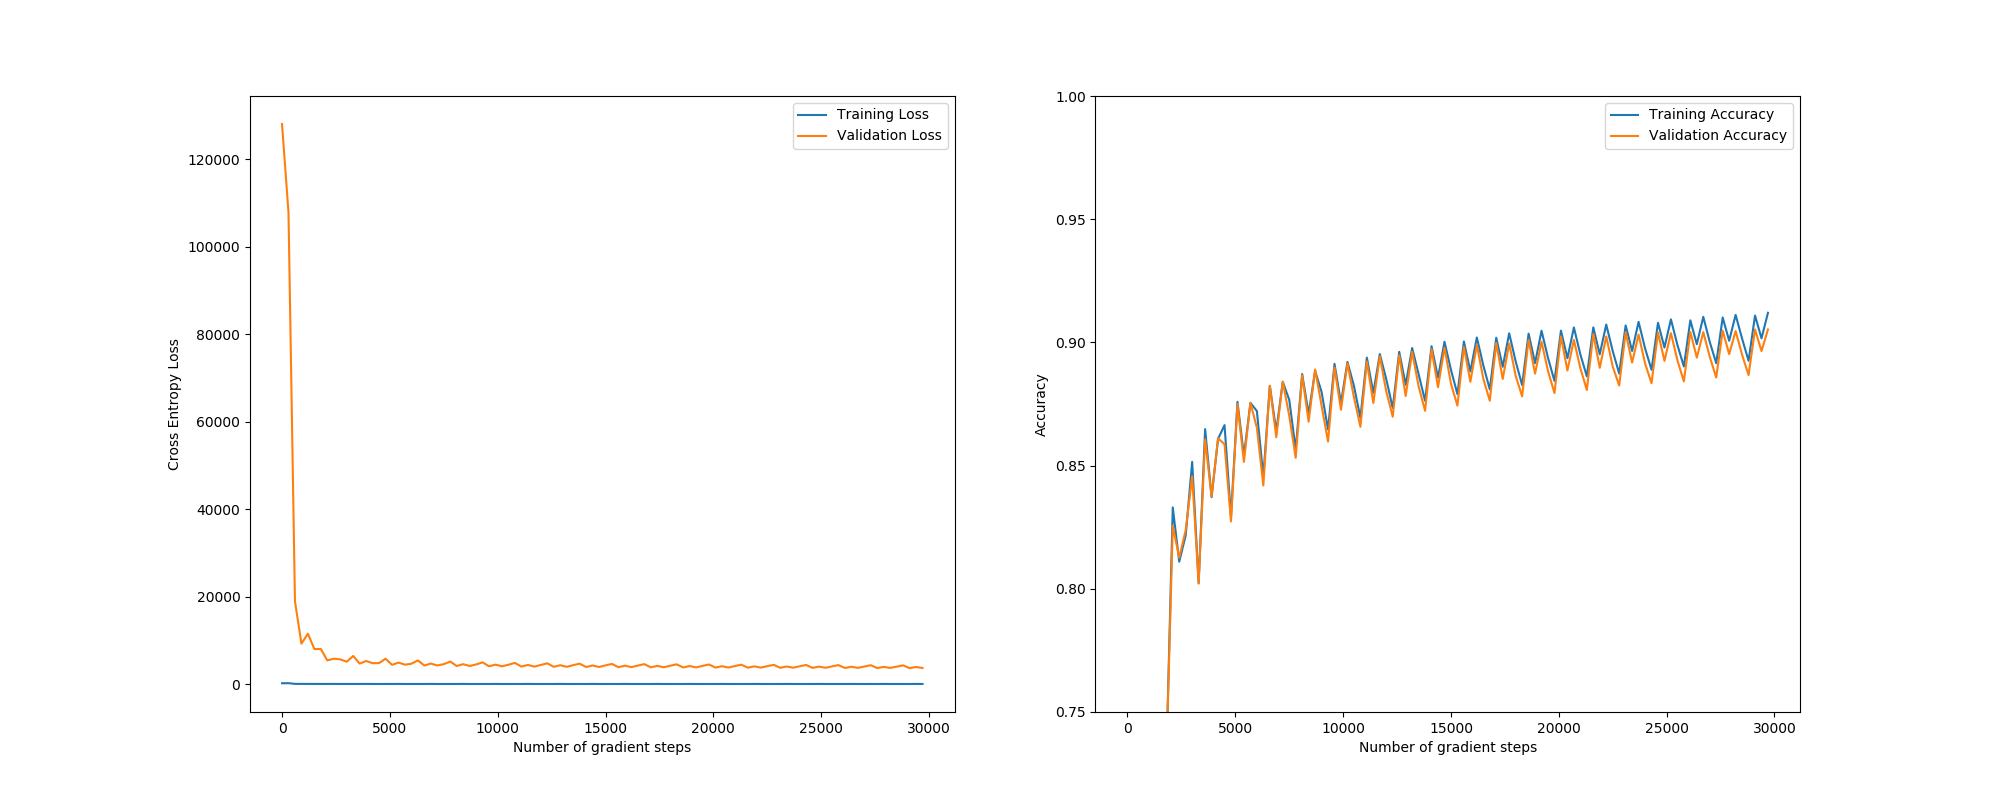 Training Loss
Validation Loss
120000
100000
80000
60000
40000
20000
0
Cross Entropy Loss
0 5000 10000 15000 20000 25000 30000
Number of gradient steps
Training Accuracy
Validation Accuracy
1.00
0.95
0.90
0.85
0.80
0.75
Accuracy
0 5000 10000 15000 20000 25000 30000
Number of gradient steps